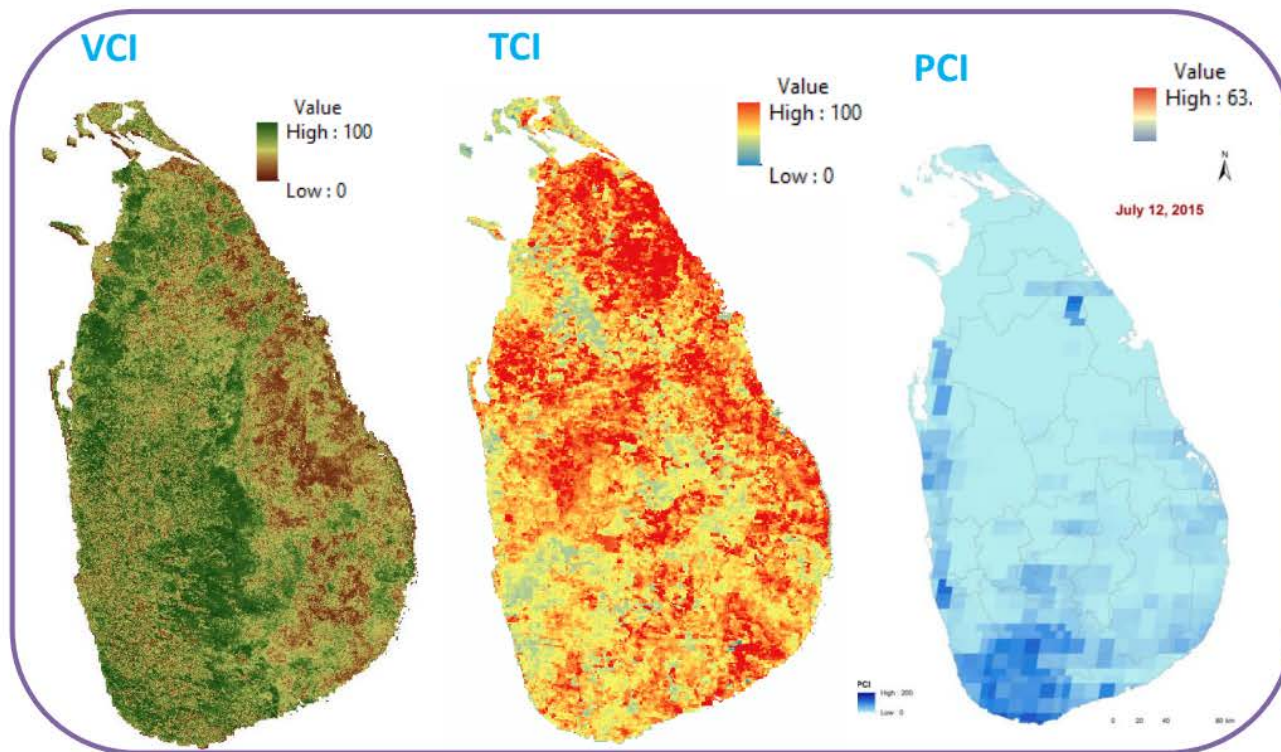 VCI
Value
High : 100
Low : 0
TCI
Value
High : 100
Low : 0
PCI
Value
High : 63.
N
July 12, 2015
PCI
High : 200
Low : 0
0 20 40 80 km